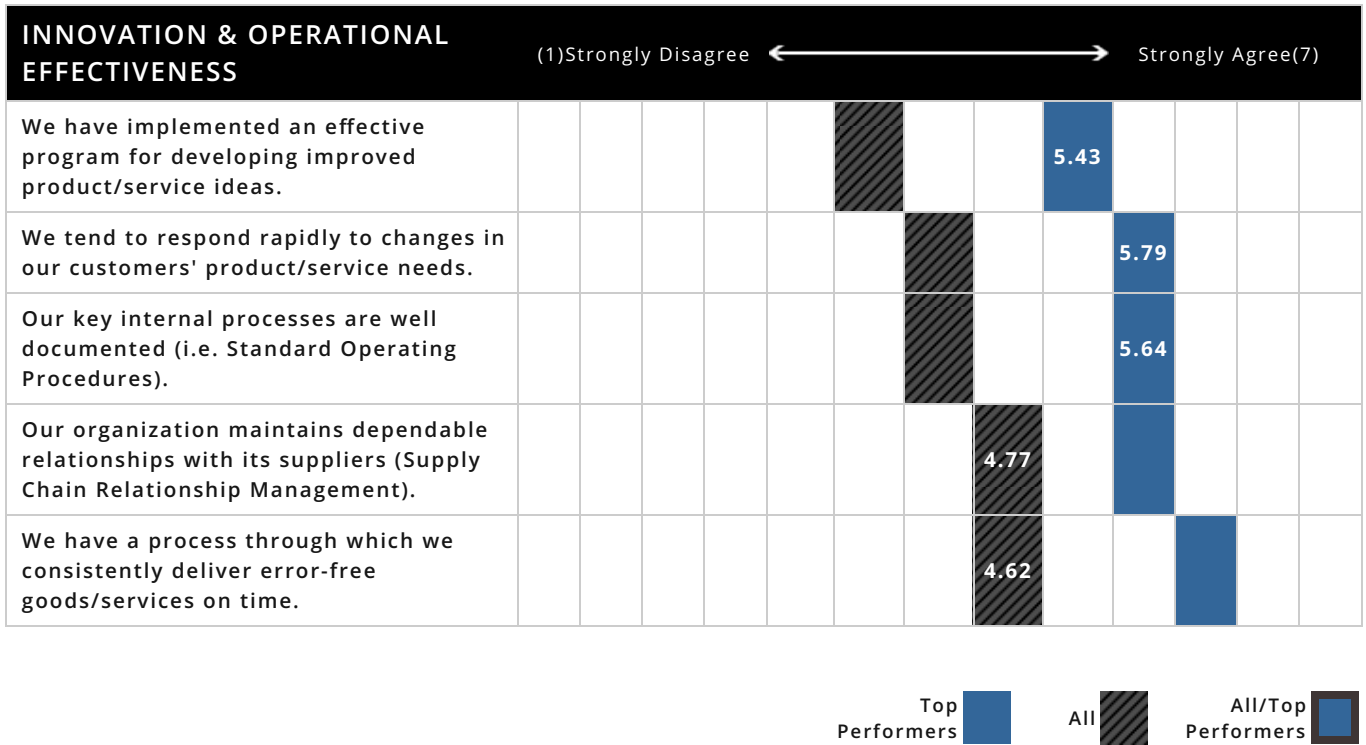 INNOVATION & OPERATIONAL
EFFECTIVENESS
(1)Strongly Disagree
Strongly Agree(7)
We have implemented an effective
program for developing improved
product/service ideas.
5.43
We tend to respond rapidly to changes in
our customers' product/service needs.
5.79
Our key internal processes are well
documented (i.e. Standard Operating
Procedures).
5.64
Our organization maintains dependable
relationships with its suppliers (Supply
Chain Relationship Management).
4.77
We have a process through which we
consistently deliver error-free
goods/services on time.
4.62
Top
Performers
All
All/Top
Performers